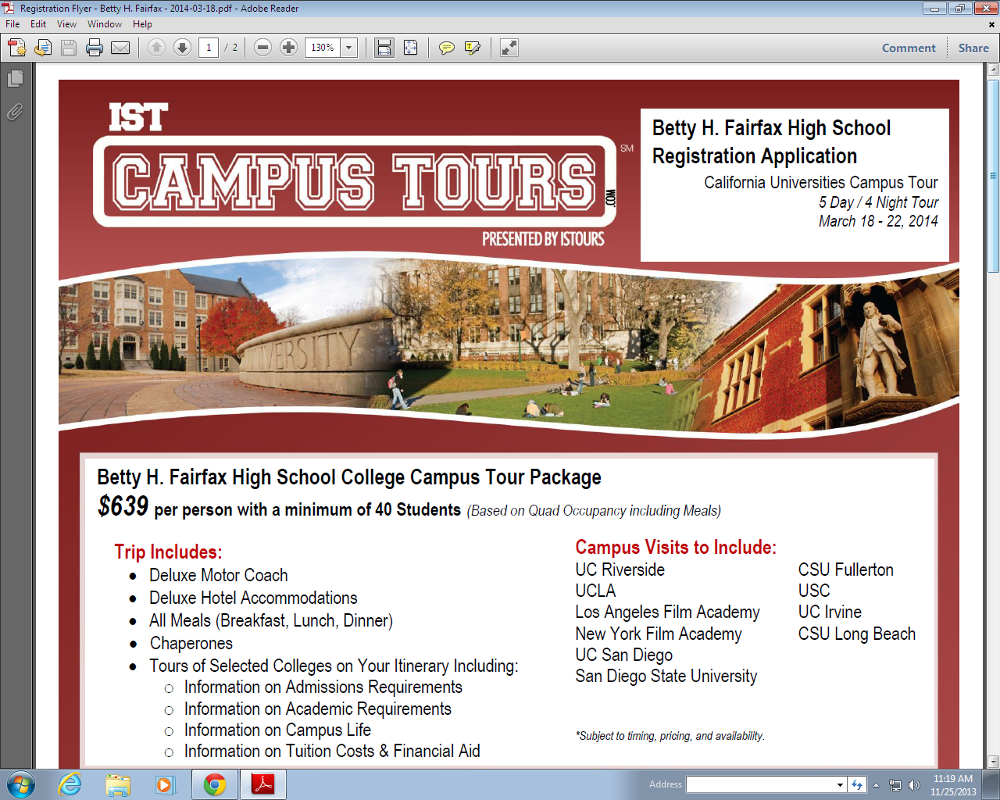 Registration Flyer - Betty H. Fairfax - 2014-03-18.pdf - Adobe Reader
File Edit View Window Help
1 / 2 130% Comment Share
IST
CAMPUS TOURS .COM SM
PRESENTED BY ISTOURS
Betty H. Fairfax High School
Registration Application
California Universities Campus Tour
5 Day / 4 Night Tour
March 18 - 22, 2014
UNIVERSITY
Betty H. Fairfax High School College Campus Tour Package
$639 per person with a minimum of 40 Students (Based on Quad Occupancy including Meals)
Trip Includes:
• Deluxe Motor Coach
• Deluxe Hotel Accommodations
• All Meals (Breakfast, Lunch, Dinner)
• Chaperones
• Tours of Selected Colleges on Your Itinerary Including:
○ Information on Admissions Requirements
○ Information on Academic Requirements
○ Information on Campus Life
○ Information on Tuition Costs & Financial Aid
Campus Visits to Include:
UC Riverside
UCLA
Los Angeles Film Academy
New York Film Academy
UC San Diego
San Diego State University
CSU Fullerton
USC
UC Irvine
CSU Long Beach
*Subject to timing, pricing, and availability.
Address
11:19 AM
11/25/2013